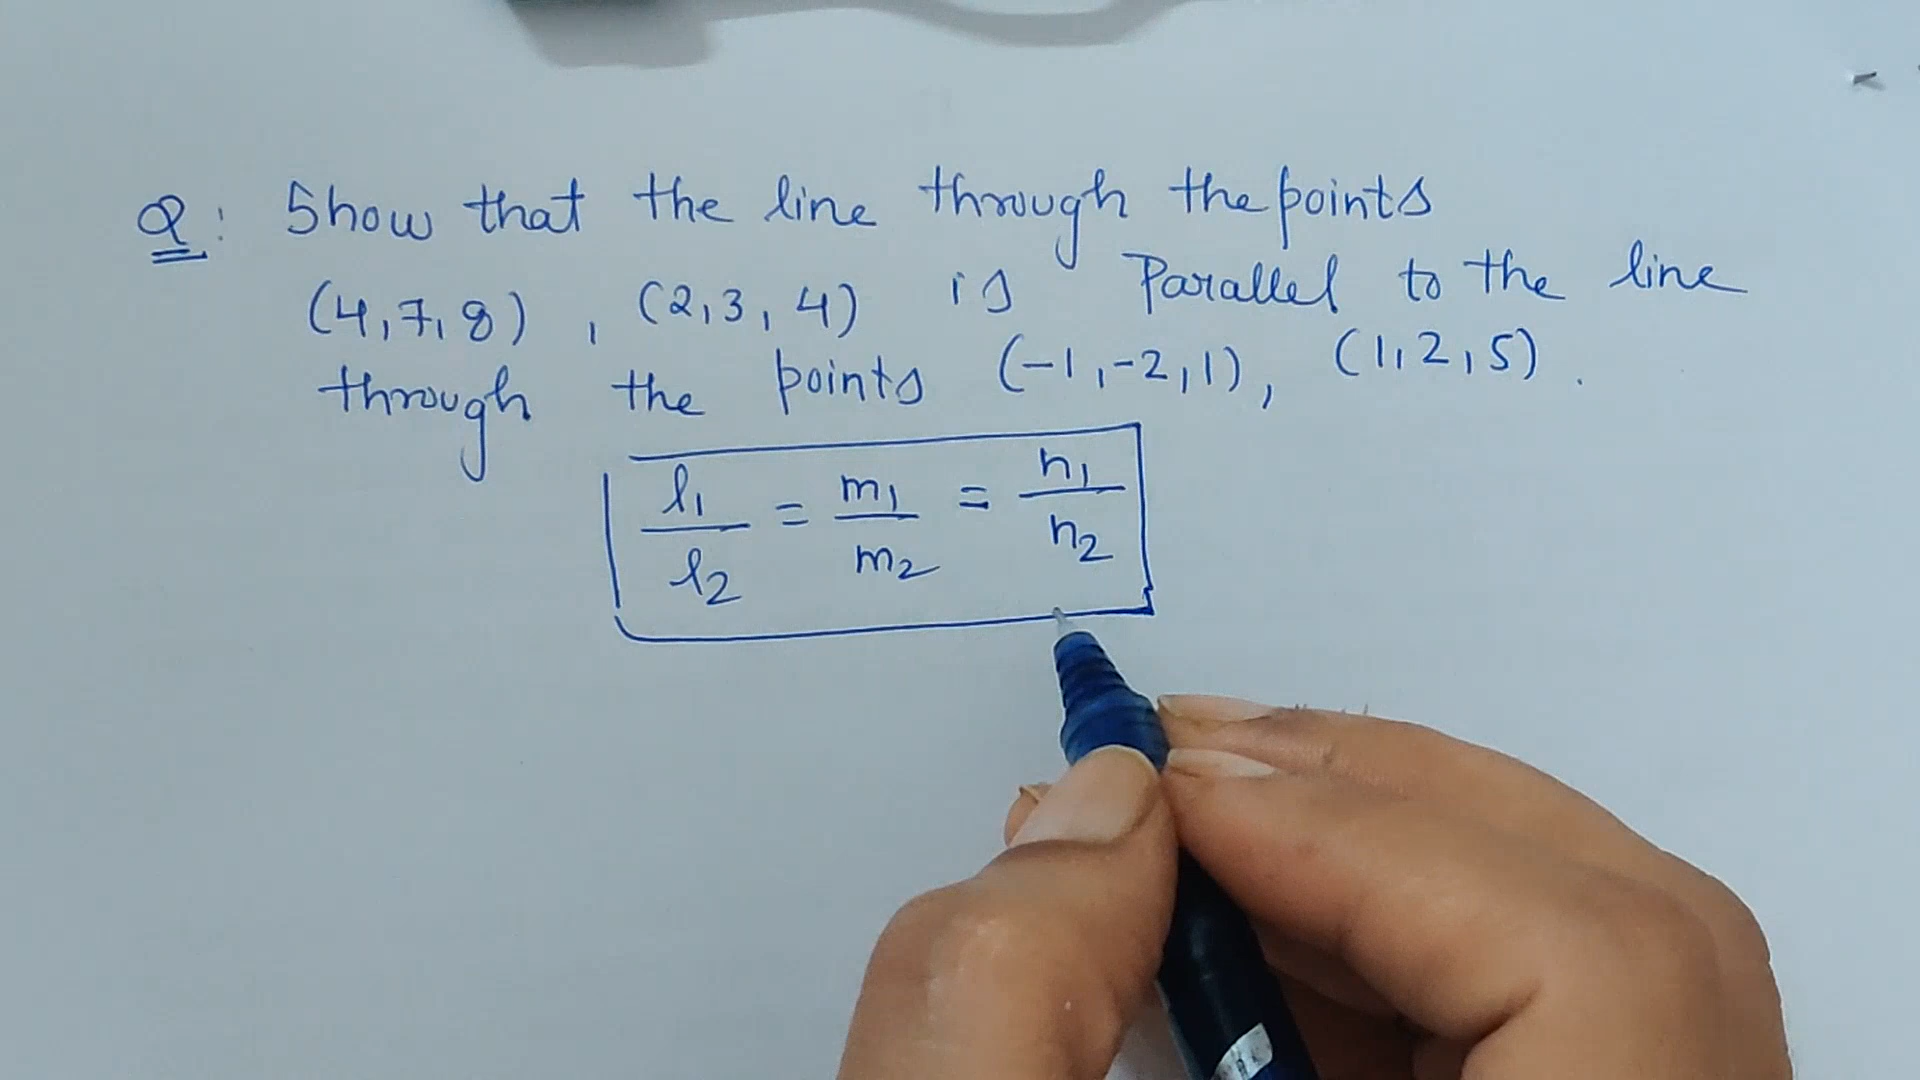 Q: Show that the line through the points
(4,7,8), (2,3,4) is Parallel to the line
through the points (-1,-2,1), (1,2,5).
l1/l2 = m1/m2 = n1/n2